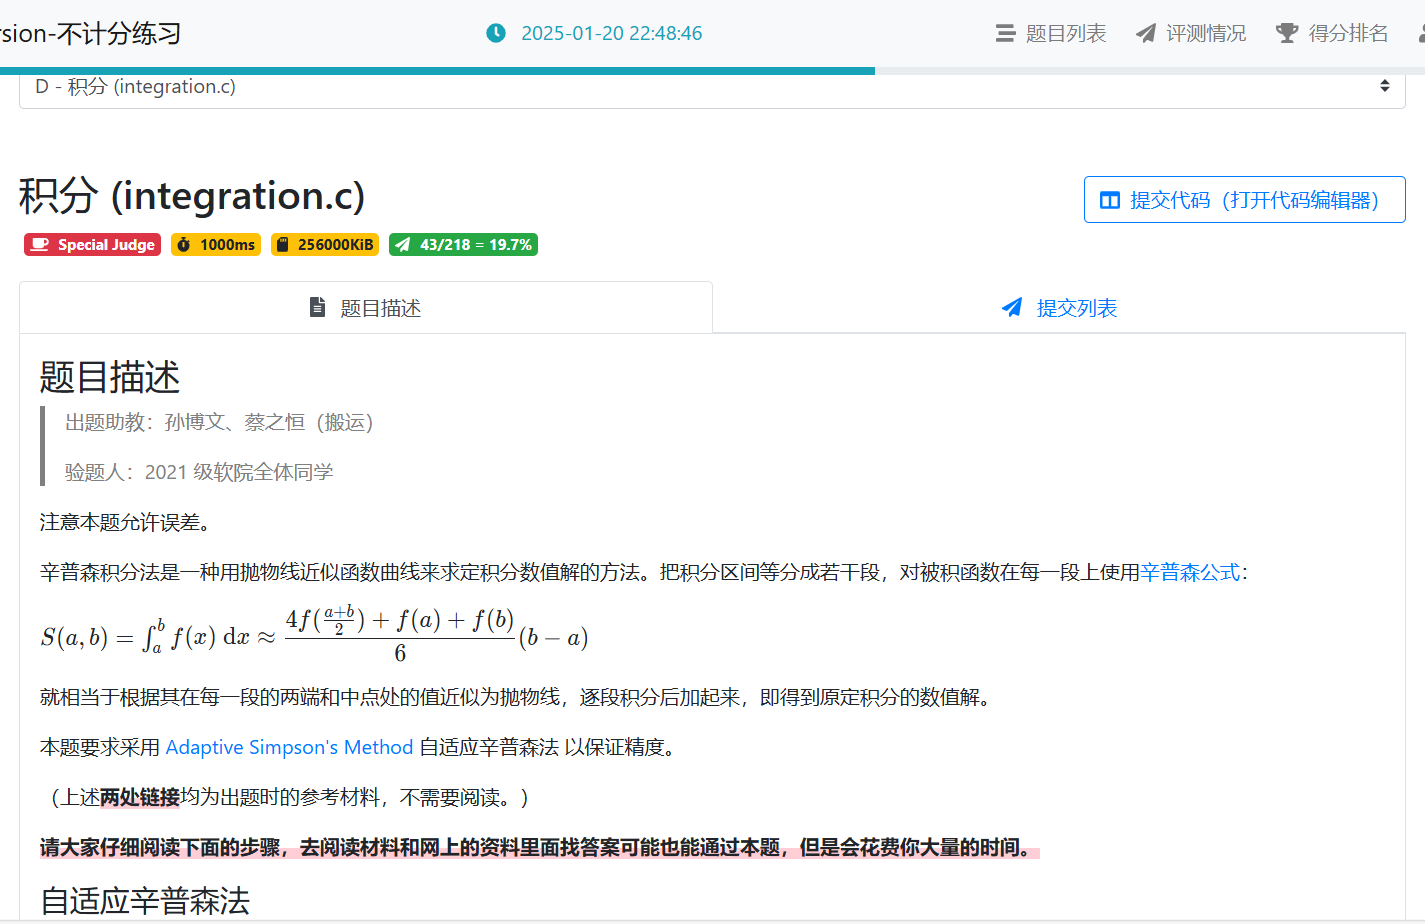 rsion-不计分练习
2025-01-20 22:48:46
题目列表
评测情况
得分排名
D - 积分 (integration.c)
积分 (integration.c)
提交代码（打开代码编辑器）
Special Judge
1000ms
256000KiB
43/218 = 19.7%
题目描述
提交列表
题目描述
出题助教：孙博文、蔡之恒（搬运）
验题人：2021 级软院全体同学
注意本题允许误差。
辛普森积分法是一种用抛物线近似函数曲线来求定积分数值解的方法。把积分区间等分成若干段，对被积函数在每一段上使用辛普森公式：
S(a, b) = ∫_a^b f(x) dx ≈ \frac{4f(\frac{a+b}{2}) + f(a) + f(b)}{6}(b − a)
就相当于根据其在每一段的两端和中点处的值近似为抛物线，逐段积分后加起来，即得到原定积分的数值解。
本题要求采用 Adaptive Simpson's Method 自适应辛普森法 以保证精度。
（上述两处链接均为出题时的参考材料，不需要阅读。）
请大家仔细阅读下面的步骤，去阅读材料和网上的资料里面找答案可能也能通过本题，但是会花费你大量的时间。
自适应辛普森法